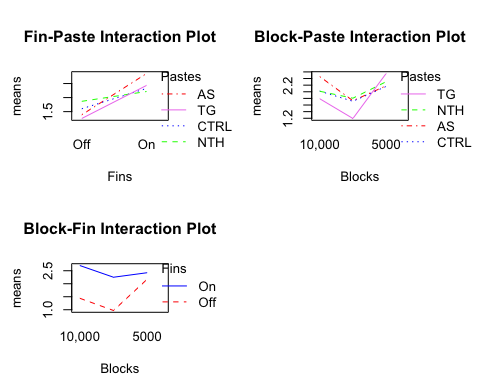 Fin-Paste Interaction Plot
means
1.5
Off
On
Fins
Pastes
AS
TG
CTRL
NTH
Block-Paste Interaction Plot
means
2.2
1.2
10,000
5000
Blocks
Pastes
TG
NTH
AS
CTRL
Block-Fin Interaction Plot
means
2.5
1.0
10,000
5000
Blocks
Fins
On
Off